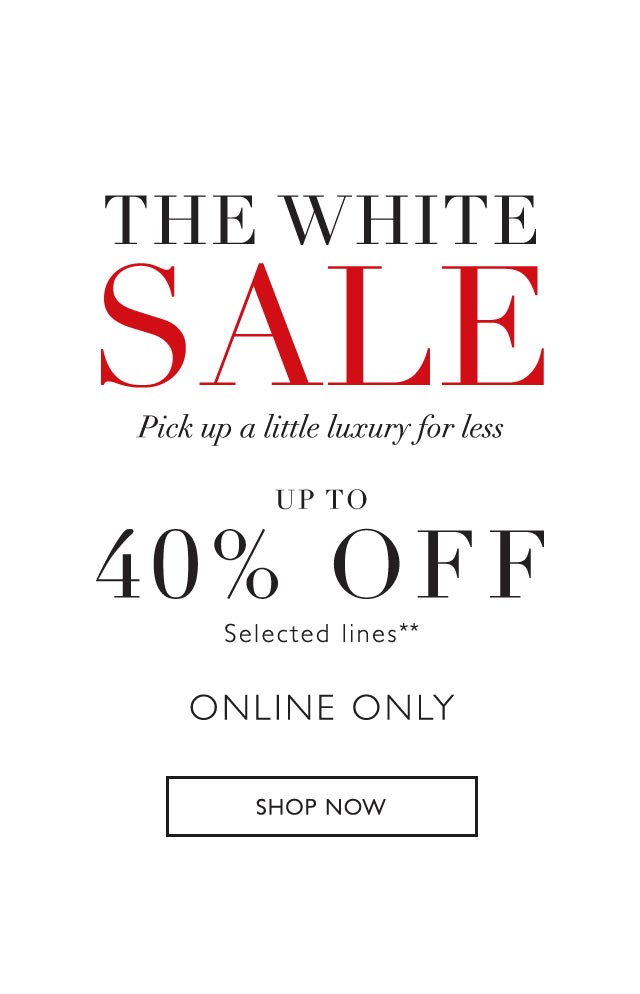 THE WHITE
SALE
Pick up a little luxury for less
UP TO
40% OFF
Selected lines**
ONLINE ONLY
SHOP NOW